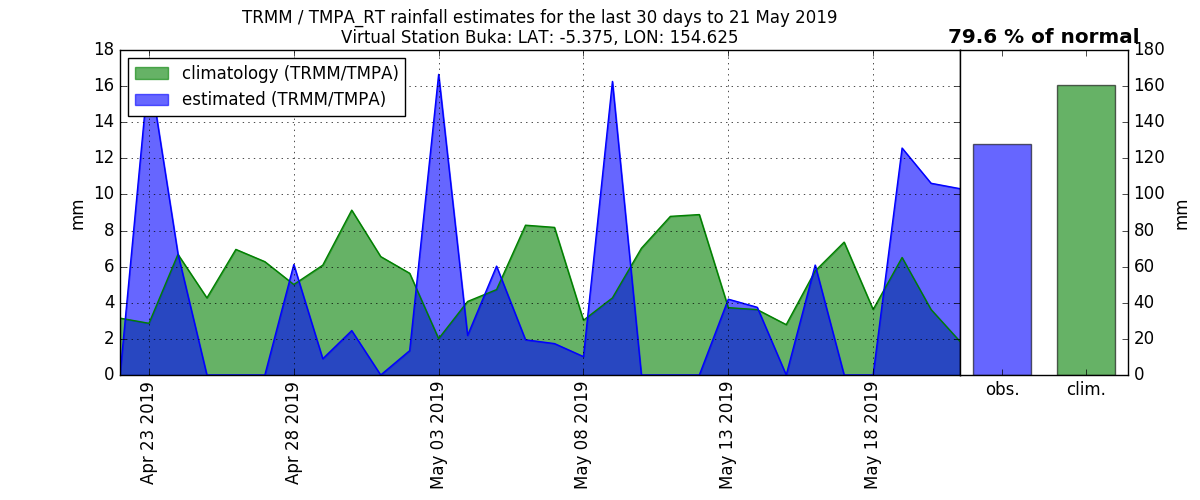 TRMM / TMPA_RT rainfall estimates for the last 30 days to 21 May 2019
Virtual Station Buka: LAT: -5.375, LON: 154.625
79.6 % of normal
climatology (TRMM/TMPA)
estimated (TRMM/TMPA)
mm
18
16
14
12
10
8
6
4
2
0
Apr 23 2019
Apr 28 2019
May 03 2019
May 08 2019
May 13 2019
May 18 2019
obs.
clim.
180
160
140
120
100
80
60
40
20
0
mm